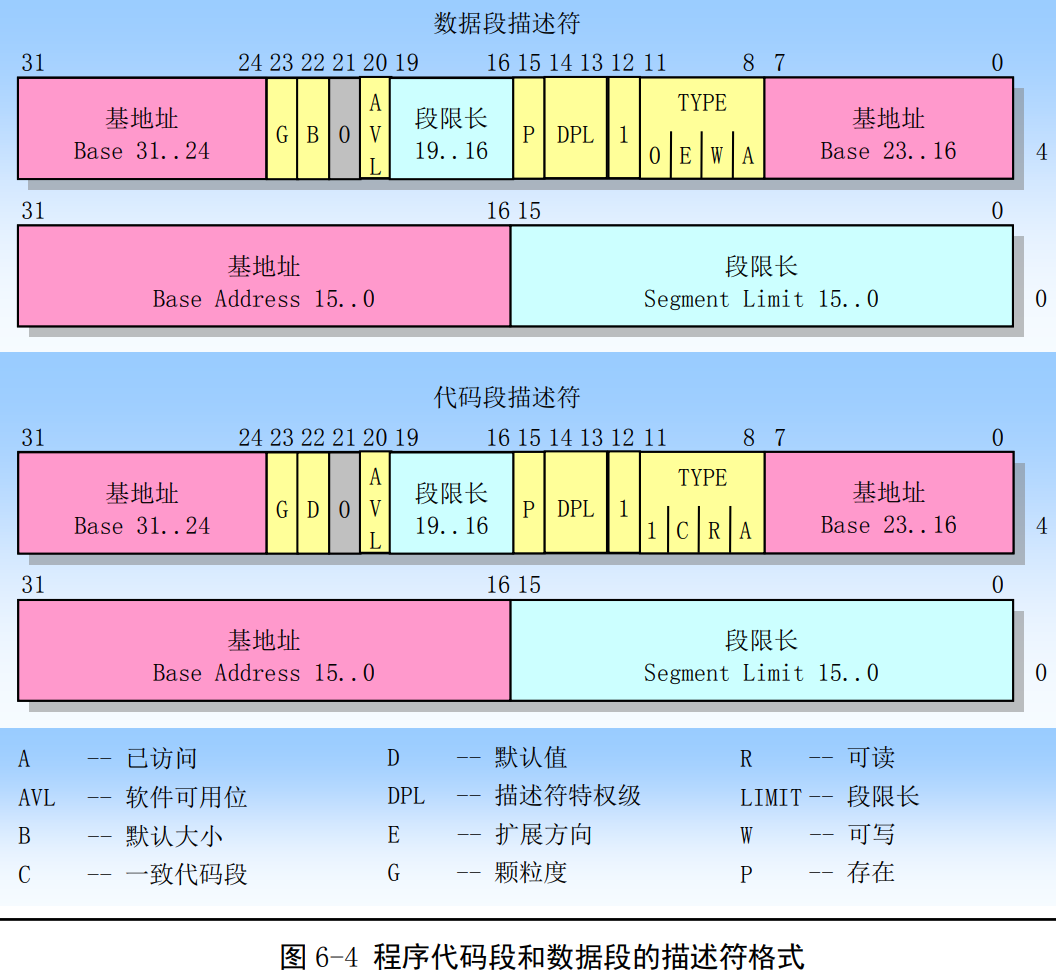 数据段描述符
31 24 23 22 21 20 19 16 15 14 13 12 11 8 7 0
基地址
Base 31..24
G B 0
A
V
L
段限长
19..16
P DPL 1
TYPE
0 E W A
基地址
Base 23..16
4
31 16 15 0
基地址
Base Address 15..0
段限长
Segment Limit 15..0
0
代码段描述符
31 24 23 22 21 20 19 16 15 14 13 12 11 8 7 0
基地址
Base 31..24
G D 0
A
V
L
段限长
19..16
P DPL 1
TYPE
1 C R A
基地址
Base 23..16
4
31 16 15 0
基地址
Base Address 15..0
段限长
Segment Limit 15..0
0
A -- 已访问 D -- 默认值 R -- 可读
AVL -- 软件可用位 DPL -- 描述符特权级 LIMIT -- 段限长
B -- 默认大小 E -- 扩展方向 W -- 可写
C -- 一致代码段 G -- 颗粒度 P -- 存在
图 6-4 程序代码段和数据段的描述符格式